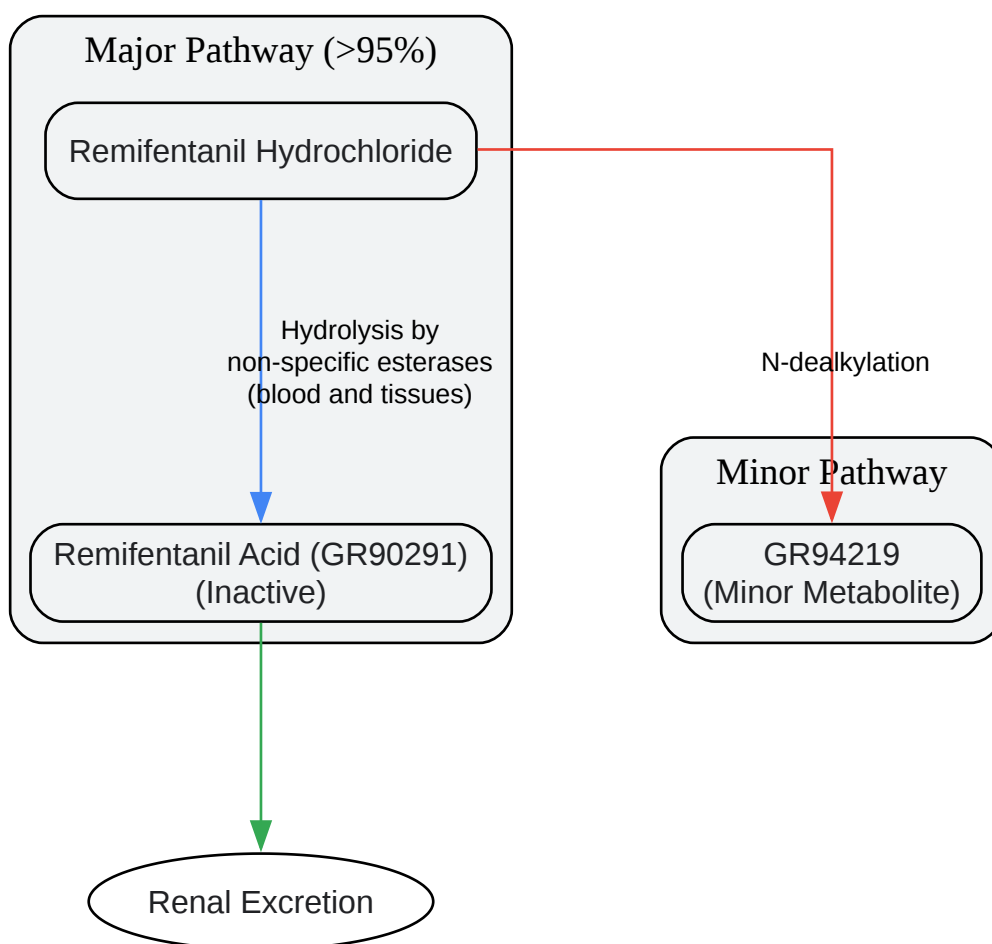 Major Pathway (>95%)
Remifentanil Hydrochloride
Hydrolysis by
non-specific esterases
(blood and tissues)
N-dealkylation
Minor Pathway
Remifentanil Acid (GR90291)
(Inactive)
GR94219
(Minor Metabolite)
Renal Excretion